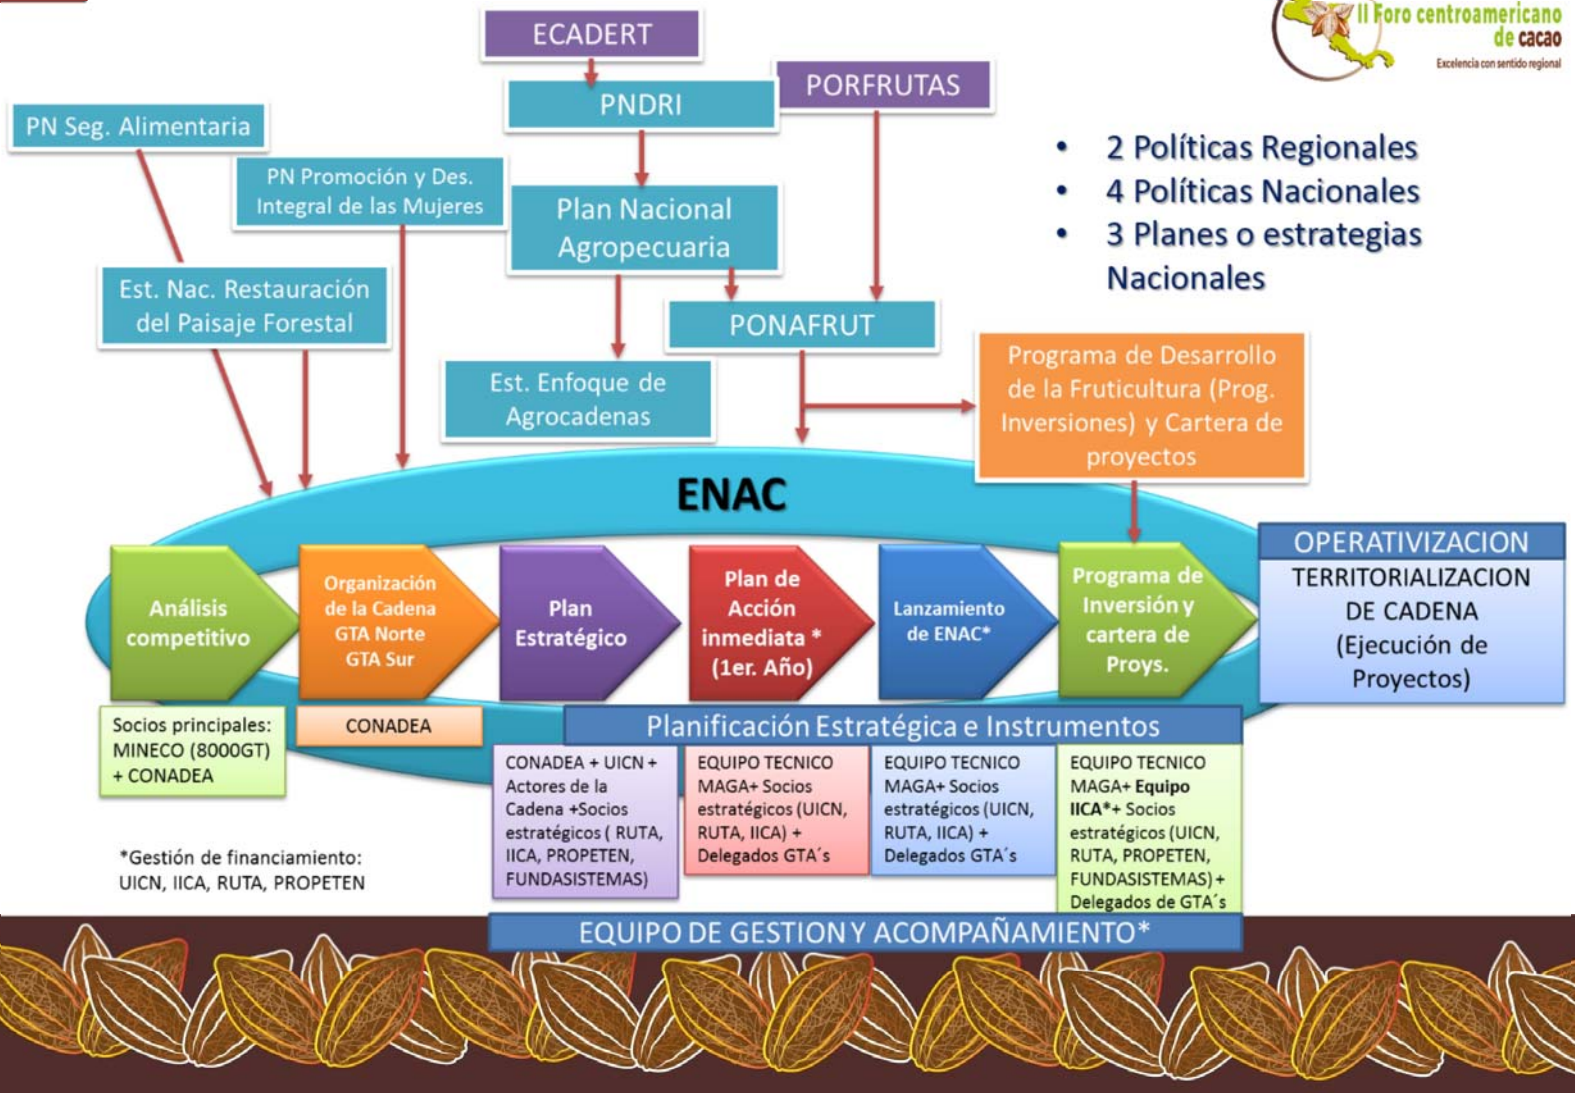 II Foro centroamericano
de cacao
Excelencia con sentido regional
ECADERT
PNDRI
PORFRUTAS
PN Seg. Alimentaria
PN Promoción y Des.
Integral de las Mujeres
Plan Nacional
Agropecuaria
• 2 Políticas Regionales
• 4 Políticas Nacionales
• 3 Planes o estrategias
Nacionales
Est. Nac. Restauración
del Paisaje Forestal
PONAFRUT
Est. Enfoque de
Agrocadenas
Programa de Desarrollo
de la Fruticultura (Prog.
Inversiones) y Cartera de
proyectos
ENAC
Análisis
competitivo
Organización
de la Cadena
GTA Norte
GTA Sur
Plan
Estratégico
Plan de
Acción
inmediata *
(1er. Año)
Lanzamiento
de ENAC*
Programa de
Inversión y
cartera de
Proys.
OPERATIVIZACION
TERRITORIALIZACION
DE CADENA
(Ejecución de
Proyectos)
Socios principales:
MINECO (8000GT)
+ CONADEA
CONADEA
Planificación Estratégica e Instrumentos
CONADEA + UICN +
Actores de la
Cadena +Socios
estratégicos ( RUTA,
IICA, PROPETEN,
FUNDASISTEMAS)
EQUIPO TECNICO
MAGA+ Socios
estratégicos (UICN,
RUTA, IICA) +
Delegados GTA´s
EQUIPO TECNICO
MAGA+ Socios
estratégicos (UICN,
RUTA, IICA) +
Delegados GTA´s
EQUIPO TECNICO
MAGA+ Equipo
IICA*+ Socios
estratégicos (UICN,
RUTA, PROPETEN,
FUNDASISTEMAS) +
Delegados de GTA´s
*Gestión de financiamiento:
UICN, IICA, RUTA, PROPETEN
EQUIPO DE GESTION Y ACOMPAÑAMIENTO*